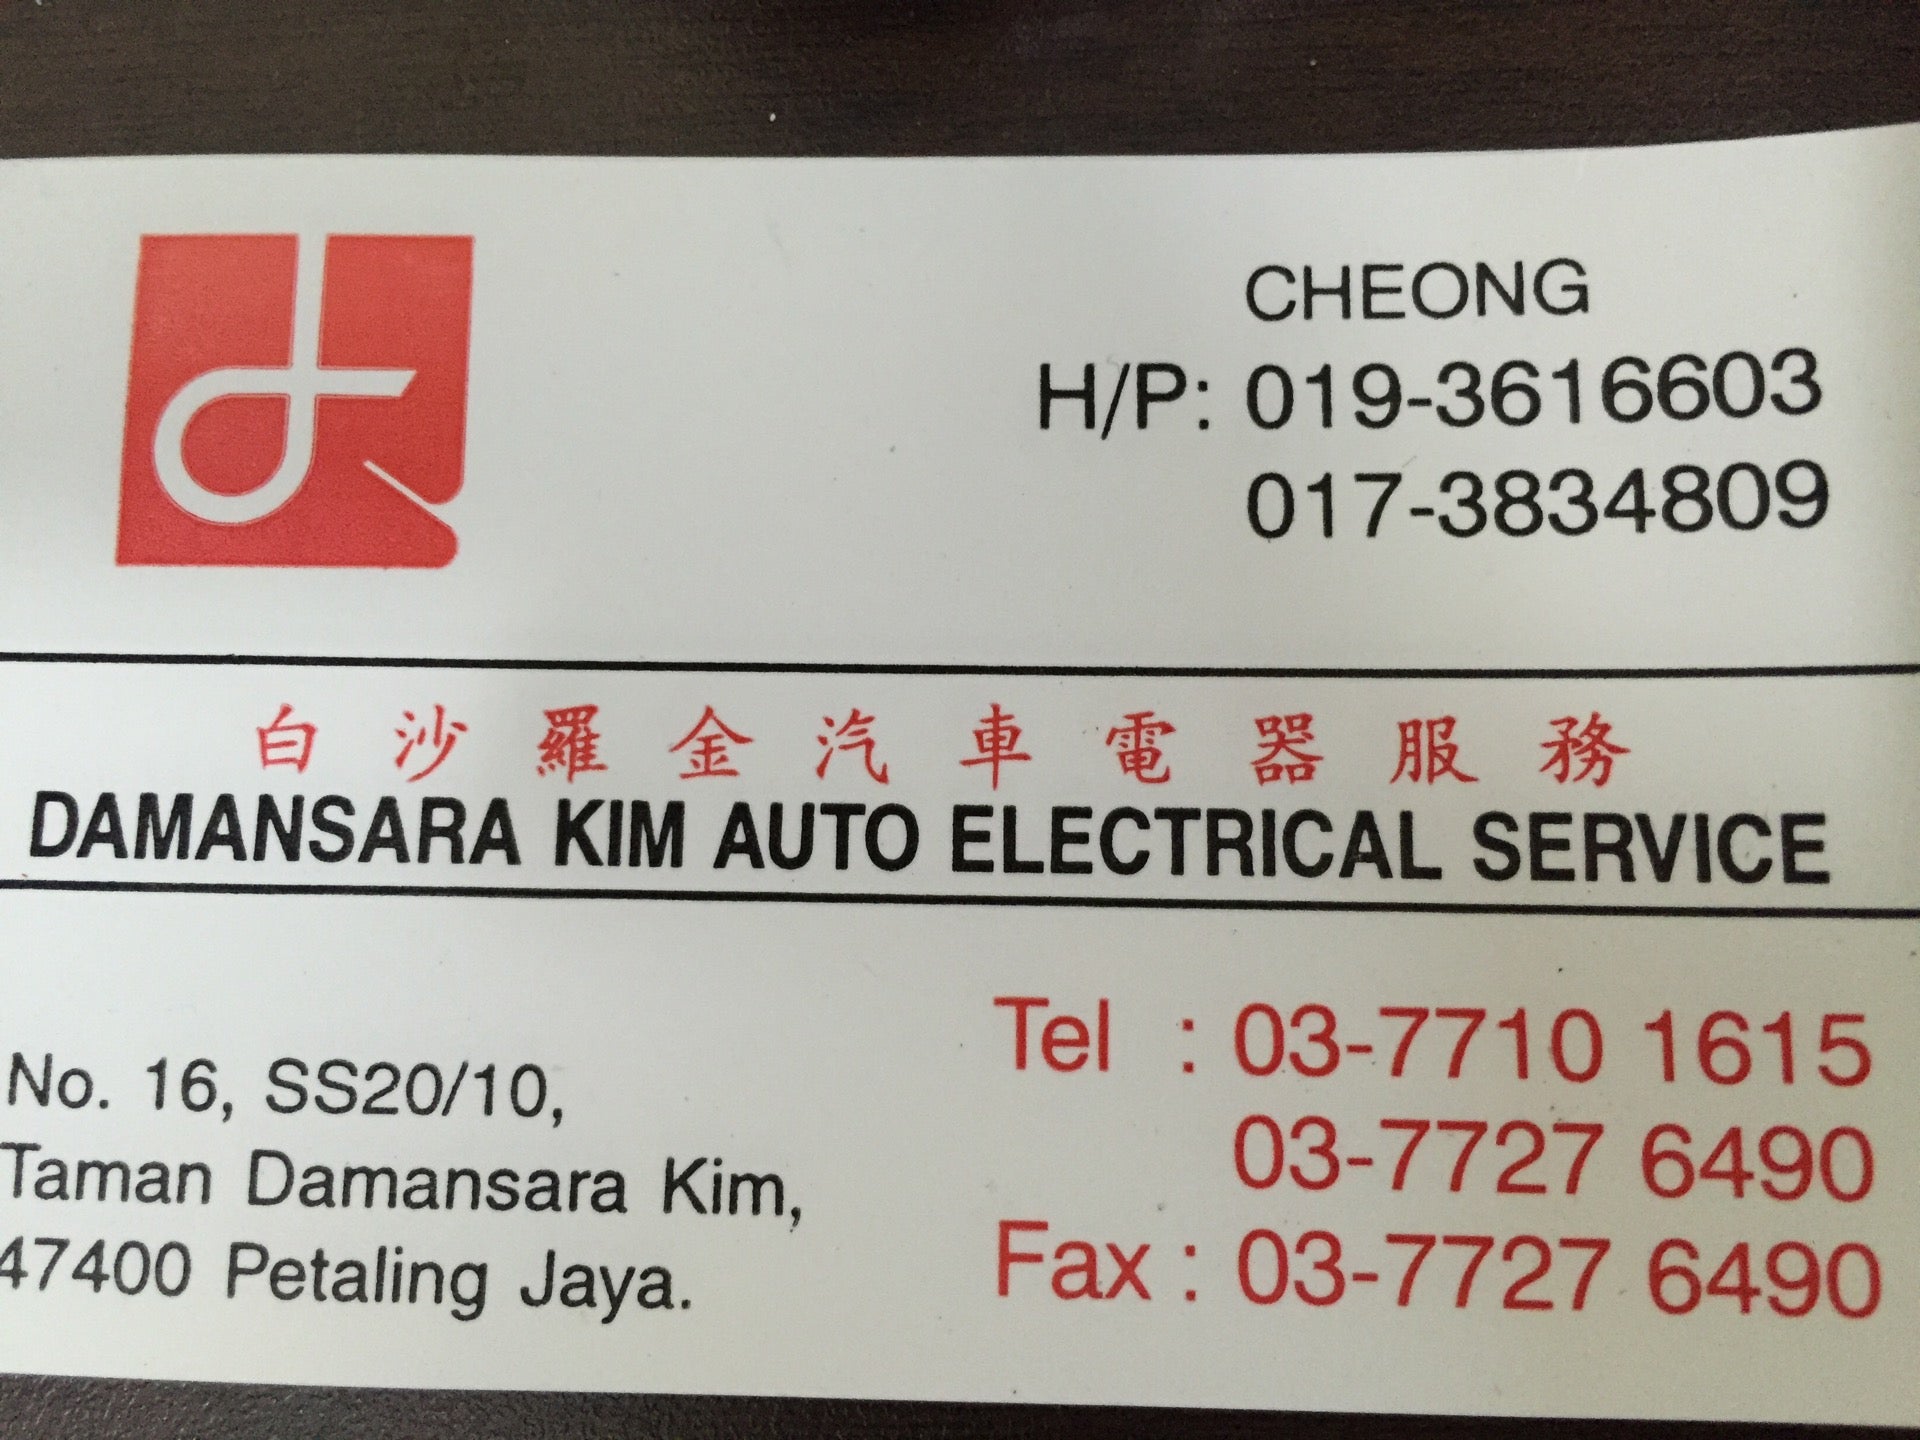 CHEONG
H/P: 019-3616603
017-3834809
白沙羅金汽車電器服務
DAMANSARA KIM AUTO ELECTRICAL SERVICE
No. 16, SS20/10,
Taman Damansara Kim,
47400 Petaling Jaya.
Tel : 03-7710 1615
03-7727 6490
Fax : 03-7727 6490